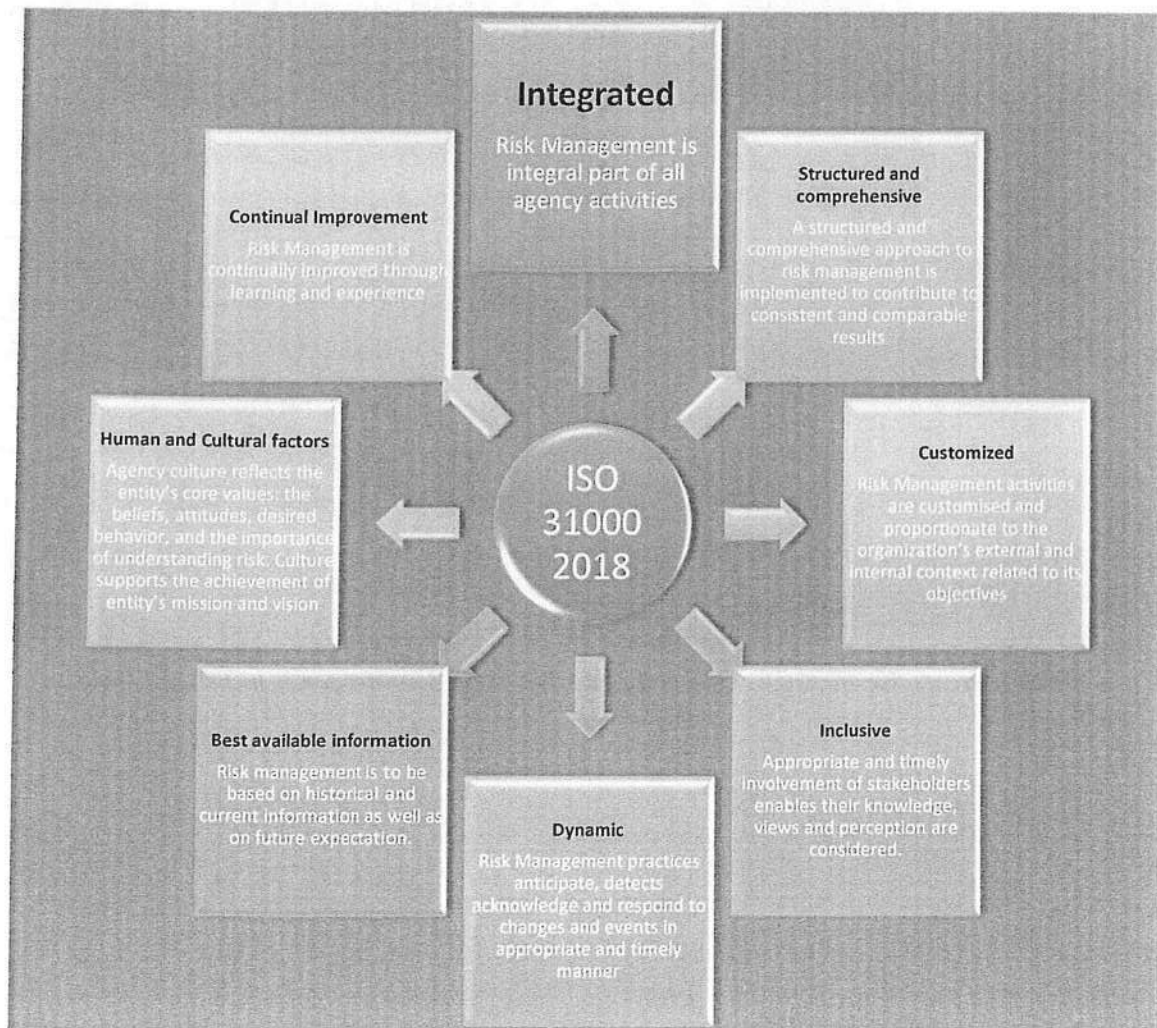 Integrated
Risk Management is
integral part of all
agency activities
Structured and
comprehensive
A structured and
comprehensive approach to
risk management is
implemented to contribute to
consistent and comparable
results
Customized
Risk Management activities
are customised and
proportionate to the
organization's external and
internal context related to its
objectives
Inclusive
Appropriate and timely
involvement of stakeholders
enables their knowledge,
views and perception are
considered.
Dynamic
Risk Management practices
anticipate, detects
acknowledge and respond to
changes and events in
appropriate and timely
manner
Best available information
Risk management is to be
based on historical and
current information as well as
on future expectation.
Human and Cultural factors
Agency culture reflects the
entity's core values: the
beliefs, attitudes, desired
behavior, and the importance
of understanding risk. Culture
supports the achievement of
entity's mission and vision
Continual Improvement
Risk Management is
continually improved through
learning and experience
ISO
31000
2018